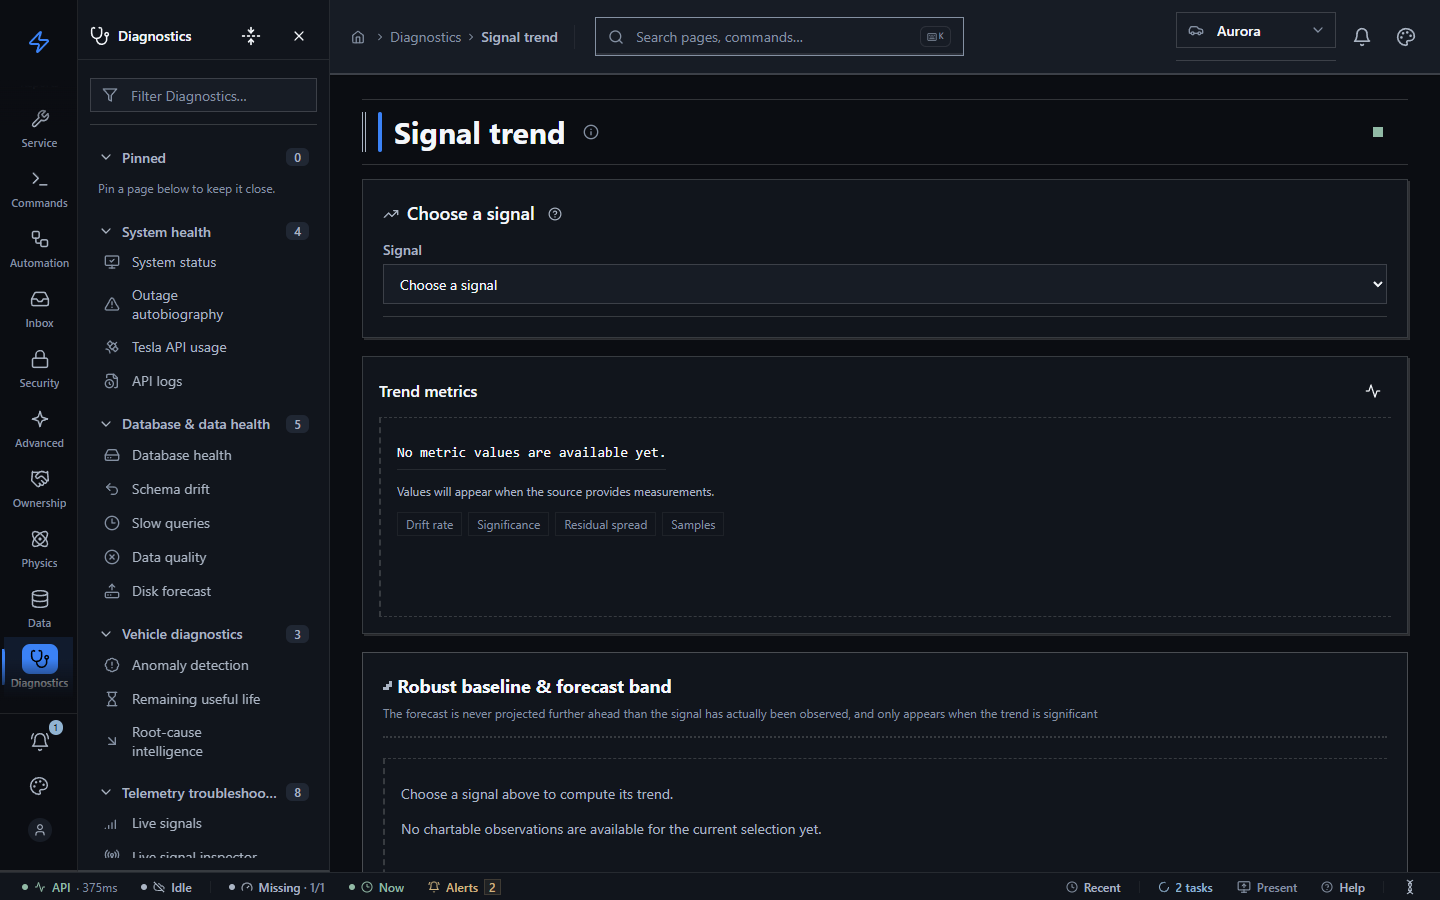 Diagnostics
Diagnostics
Signal trend
Search pages, commands...
K
Aurora
Service
Commands
Automation
Inbox
Security
Advanced
Ownership
Physics
Data
Diagnostics
1
Filter Diagnostics...
Pinned
0
Pin a page below to keep it close.
System health
4
System status
Outage
autobiography
Tesla API usage
API logs
Database & data health
5
Database health
Schema drift
Slow queries
Data quality
Disk forecast
Vehicle diagnostics
3
Anomaly detection
Remaining useful life
Root-cause
intelligence
Telemetry troubleshoo...
8
Live signals
Live signal inspector
Signal trend
Choose a signal
Signal
Choose a signal
Trend metrics
No metric values are available yet.
Values will appear when the source provides measurements.
Drift rate
Significance
Residual spread
Samples
Robust baseline & forecast band
The forecast is never projected further ahead than the signal has actually been observed, and only appears when the trend is significant
Choose a signal above to compute its trend.
No chartable observations are available for the current selection yet.
API · 375ms
Idle
Missing · 1/1
Now
Alerts 2
Recent
2 tasks
Present
Help